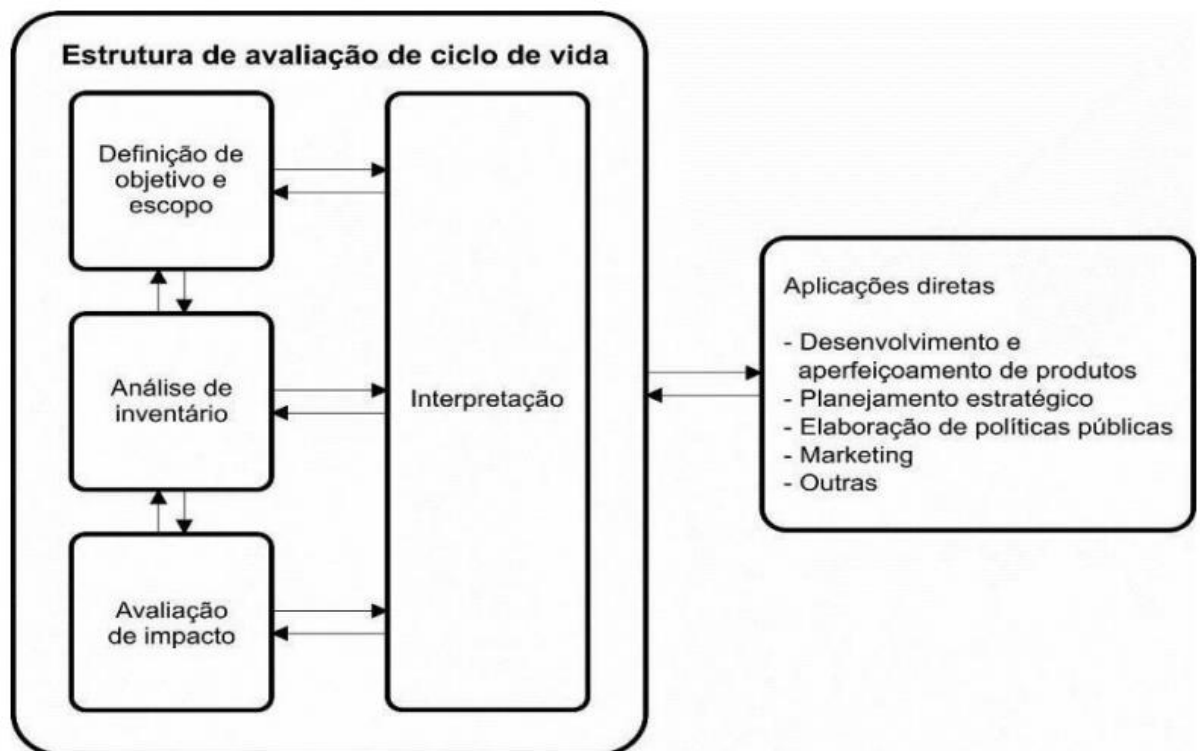 Estrutura de avaliação de ciclo de vida
Definição de
objetivo e
escopo
Análise de
inventário
Avaliação
de impacto
Interpretação
Aplicações diretas
- Desenvolvimento e
aperfeiçoamento de produtos
- Planejamento estratégico
- Elaboração de políticas públicas
- Marketing
- Outras